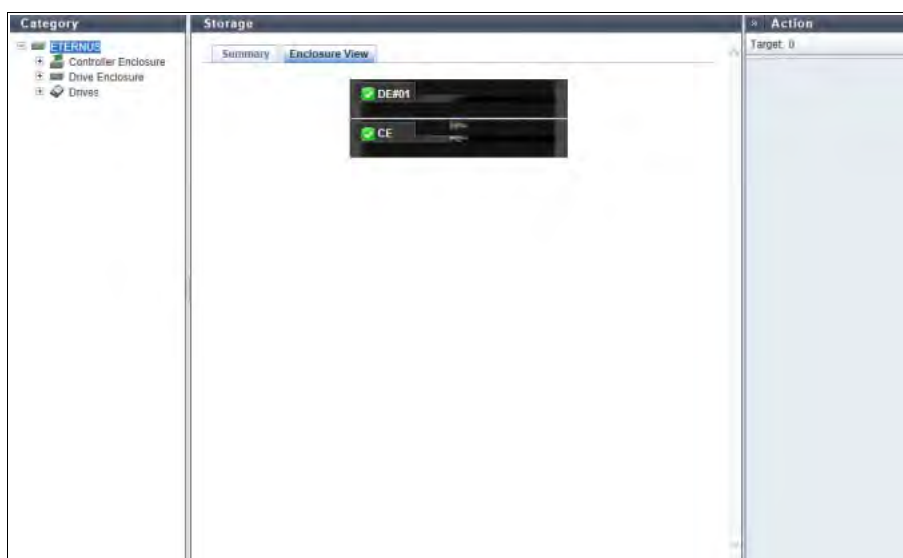 Category
Storage
» Action
ETERNUS
Controller Enclosure
Drive Enclosure
Drives
Summary
Enclosure View
Target: 0
DE#01
CE